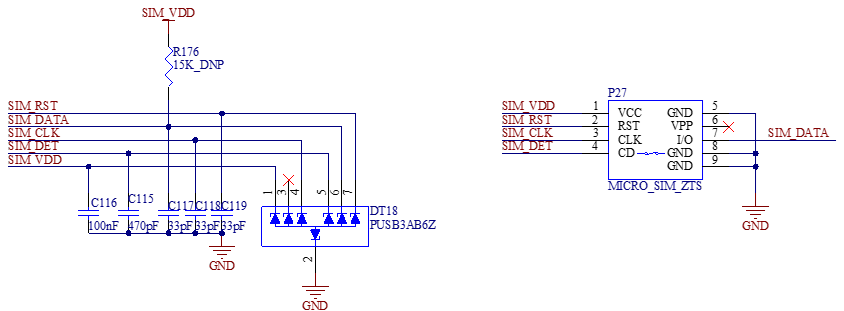 SIM_VDD
R176
15K_DNP
SIM_RST
SIM_DATA
SIM_CLK
SIM_DET
SIM_VDD
C116
100nF
C115
470pF
C117
33pF
C118
33pF
C119
33pF
GND
1
3
4
5
6
7
DT18
PUSB3AB6Z
2
GND
P27
SIM_VDD 1 VCC GND 5
SIM_RST 2 RST VPP 6
SIM_CLK 3 CLK I/O 7 SIM_DATA
SIM_DET 4 CD GND 8
GND 9
MICRO_SIM_ZTS
GND